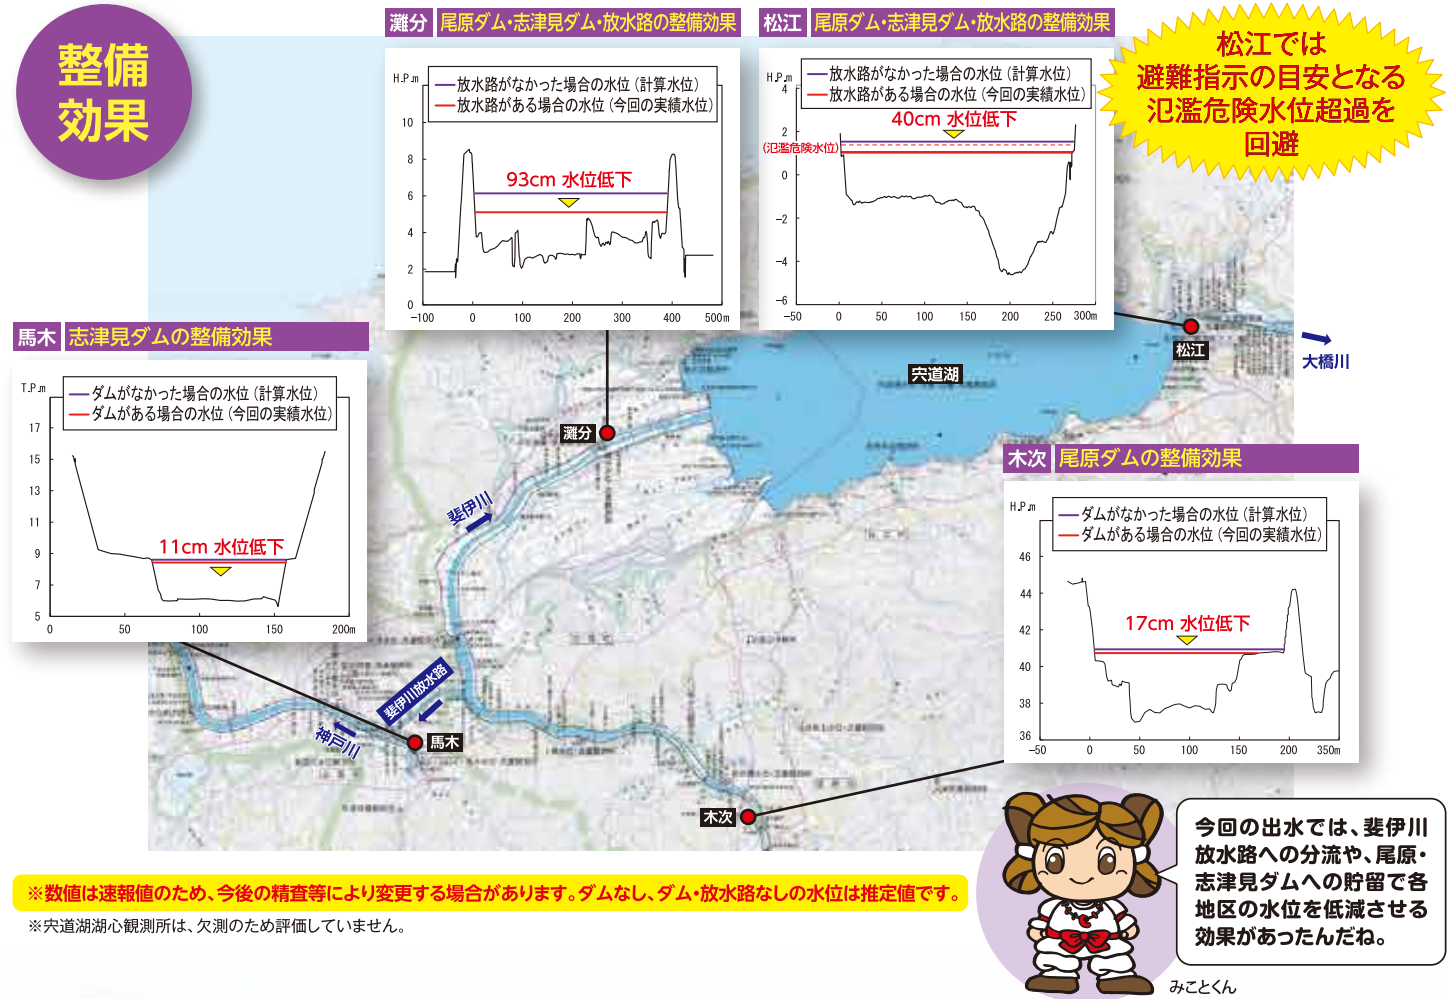 整備
効果
灘分 尾原ダム・志津見ダム・放水路の整備効果
H.P.m
放水路がなかった場合の水位（計算水位）
放水路がある場合の水位（今回の実績水位）
93cm 水位低下
10
8
6
4
2
0
-100 0 100 200 300 400 500m
松江 尾原ダム・志津見ダム・放水路の整備効果
H.P.m
放水路がなかった場合の水位（計算水位）
放水路がある場合の水位（今回の実績水位）
40cm 水位低下
（氾濫危険水位）
4
2
0
-2
-4
-6
-50 0 50 100 150 200 250 300m
松江では
避難指示の目安となる
氾濫危険水位超過を
回避
馬木 志津見ダムの整備効果
T.P.m
ダムがなかった場合の水位（計算水位）
ダムがある場合の水位（今回の実績水位）
11cm 水位低下
17
15
13
11
9
7
5
0 50 100 150 200m
松江
大橋川
宍道湖
灘分
斐伊川
斐伊川放水路
神戸川
馬木
木次
木次 尾原ダムの整備効果
H.P.m
ダムがなかった場合の水位（計算水位）
ダムがある場合の水位（今回の実績水位）
17cm 水位低下
46
44
42
40
38
36
-50 0 50 100 150 200 350m
※数値は速報値のため、今後の精査等により変更する場合があります。ダムなし、ダム・放水路なしの水位は推定値です。
※宍道湖湖心観測所は、欠測のため評価していません。
今回の出水では、斐伊川
放水路への分流や、尾原・
志津見ダムへの貯留で各
地区の水位を低減させる
効果があったんだね。
みことくん